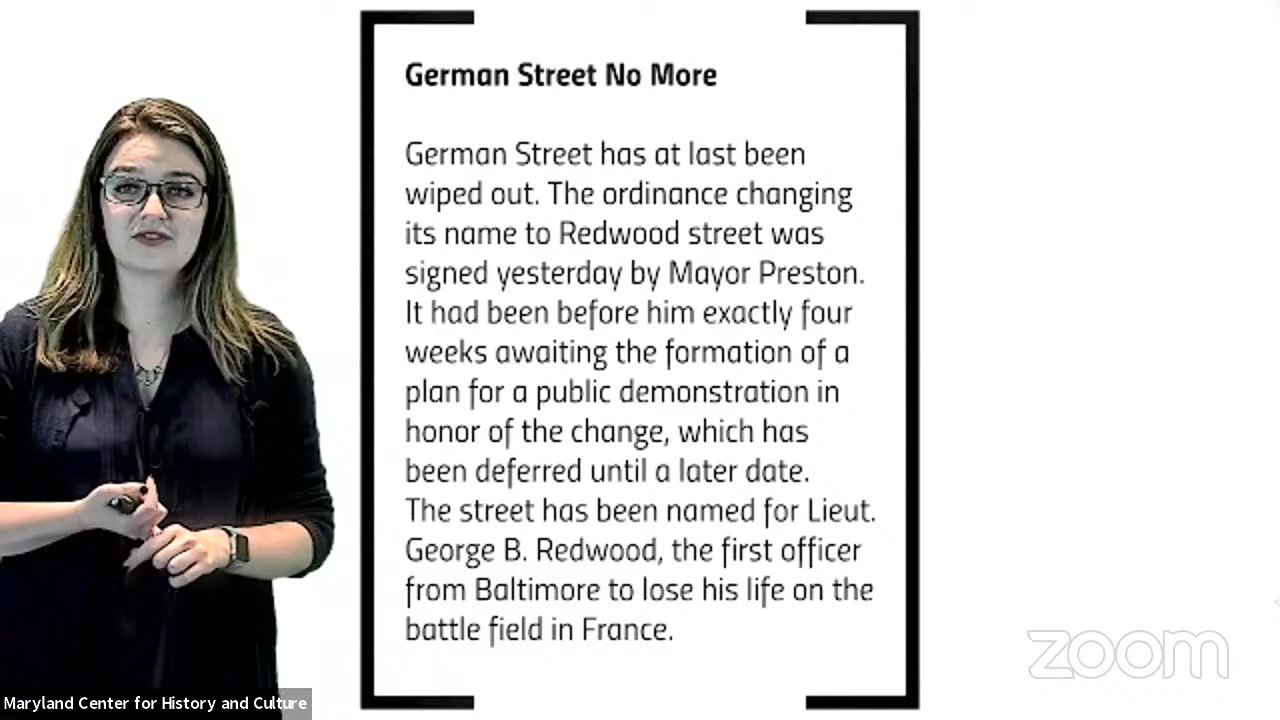 German Street No More
German Street has at last been
wiped out. The ordinance changing
its name to Redwood street was
signed yesterday by Mayor Preston.
It had been before him exactly four
weeks awaiting the formation of a
plan for a public demonstration in
honor of the change, which has
been deferred until a later date.
The street has been named for Lieut.
George B. Redwood, the first officer
from Baltimore to lose his life on the
battle field in France.
zoom
Maryland Center for History and Culture